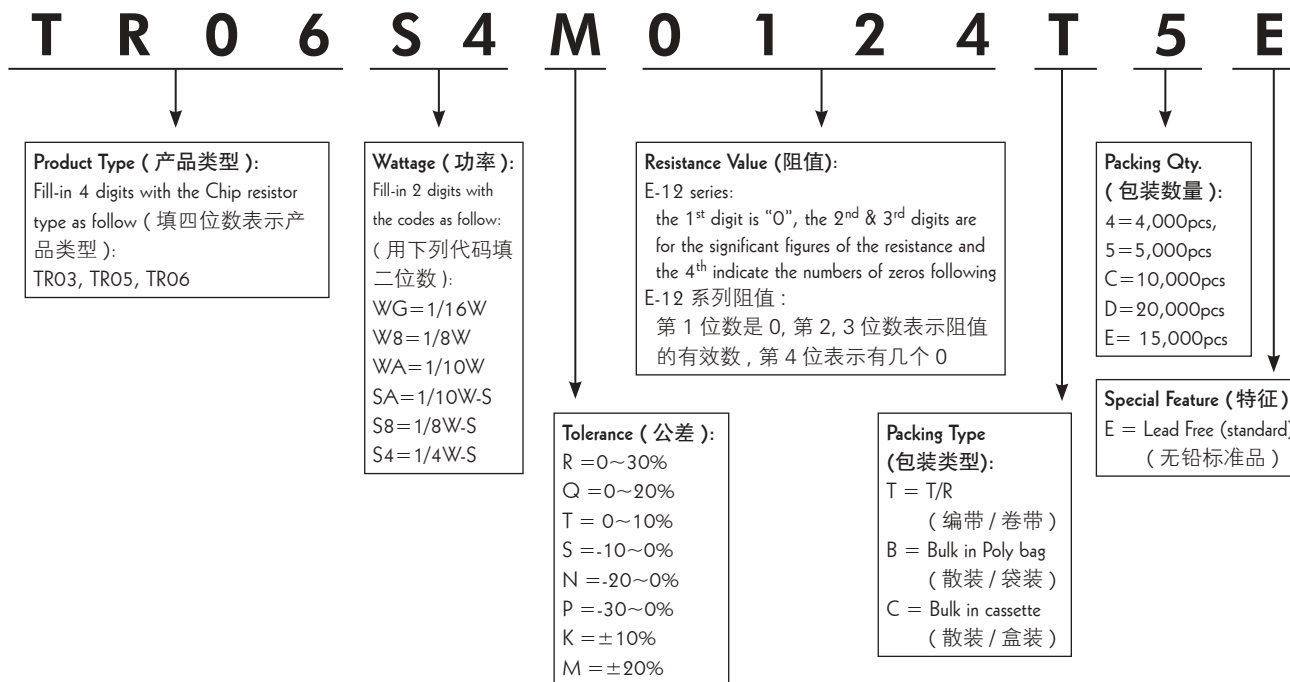 T R 0 6 S 4 M 0 1 2 4 T 5 E
Product Type ( 产品类型 ):
Fill-in 4 digits with the Chip resistor
type as follow ( 填四位数表示产
品类型 ):
TR03, TR05, TR06
Wattage ( 功率 ):
Fill-in 2 digits with
the codes as follow:
( 用下列代码填
二位数 ):
WG=1/16W
W8=1/8W
WA=1/10W
SA=1/10W-S
S8=1/8W-S
S4=1/4W-S
Tolerance ( 公差 ):
R =0~30%
Q =0~20%
T = 0~10%
S =-10~0%
N =-20~0%
P =-30~0%
K =±10%
M =±20%
Resistance Value (阻值):
E-12 series:
the 1st digit is “0”, the 2nd & 3rd digits are
for the significant figures of the resistance and
the 4th indicate the numbers of zeros following
E-12 系列阻值 :
第 1 位数是 0, 第 2, 3 位数表示阻值
的有效数 , 第 4 位表示有几个 0
Packing Type
(包装类型):
T = T/R
( 编带 / 卷带 )
B = Bulk in Poly bag
( 散装 / 袋装 )
C = Bulk in cassette
( 散装 / 盒装 )
Packing Qty.
( 包装数量 ):
4=4,000pcs,
5=5,000pcs
C=10,000pcs
D=20,000pcs
E= 15,000pcs
Special Feature ( 特征 )
E = Lead Free (standard)
( 无铅标准品 )